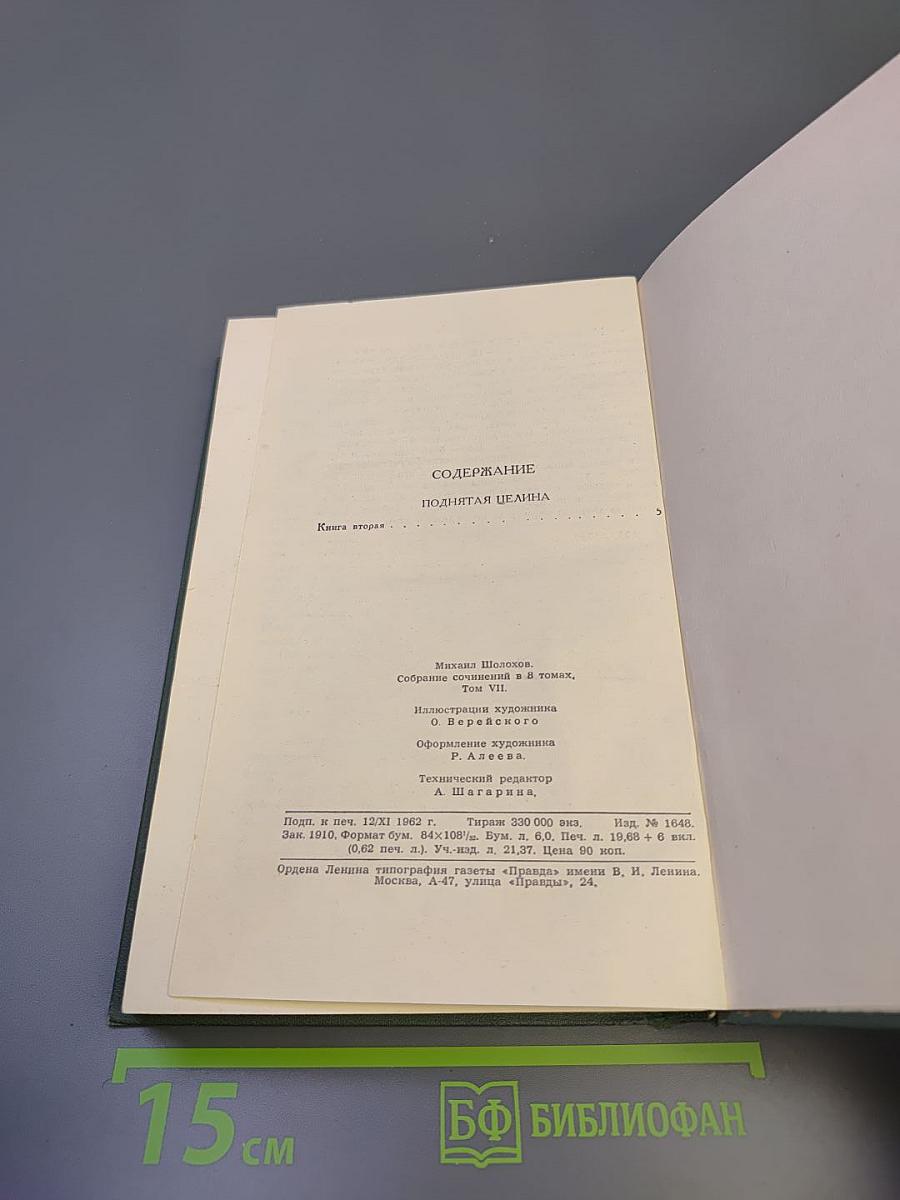 СОДЕРЖАНИЕ
ПОДНЯТАЯ ЦЕЛИНА
Книга вторая . . . . . . . . . . . . . . . . . . . 5
Михаил Шолохов.
Собрание сочинений в 8 томах.
Том VII.
Иллюстрации художника
О. Верейского
Оформление художника
Р. Алеева.
Технический редактор
А. Шагарина.
Подп. к печ. 12/XI 1962 г. Тираж 330 000 экз. Изд. № 1648.
Зак. 1910. Формат бум. 84×108¹/₃₂. Бум. л. 6,0. Печ. л. 19,68 + 6 вкл.
(0,62 печ. л.). Уч.-изд. л. 21,37. Цена 90 коп.
Ордена Ленина типография газеты «Правда» имени В. И. Ленина.
Москва, А-47, улица «Правды», 24.
15 см
БФ БИБЛИОФАН